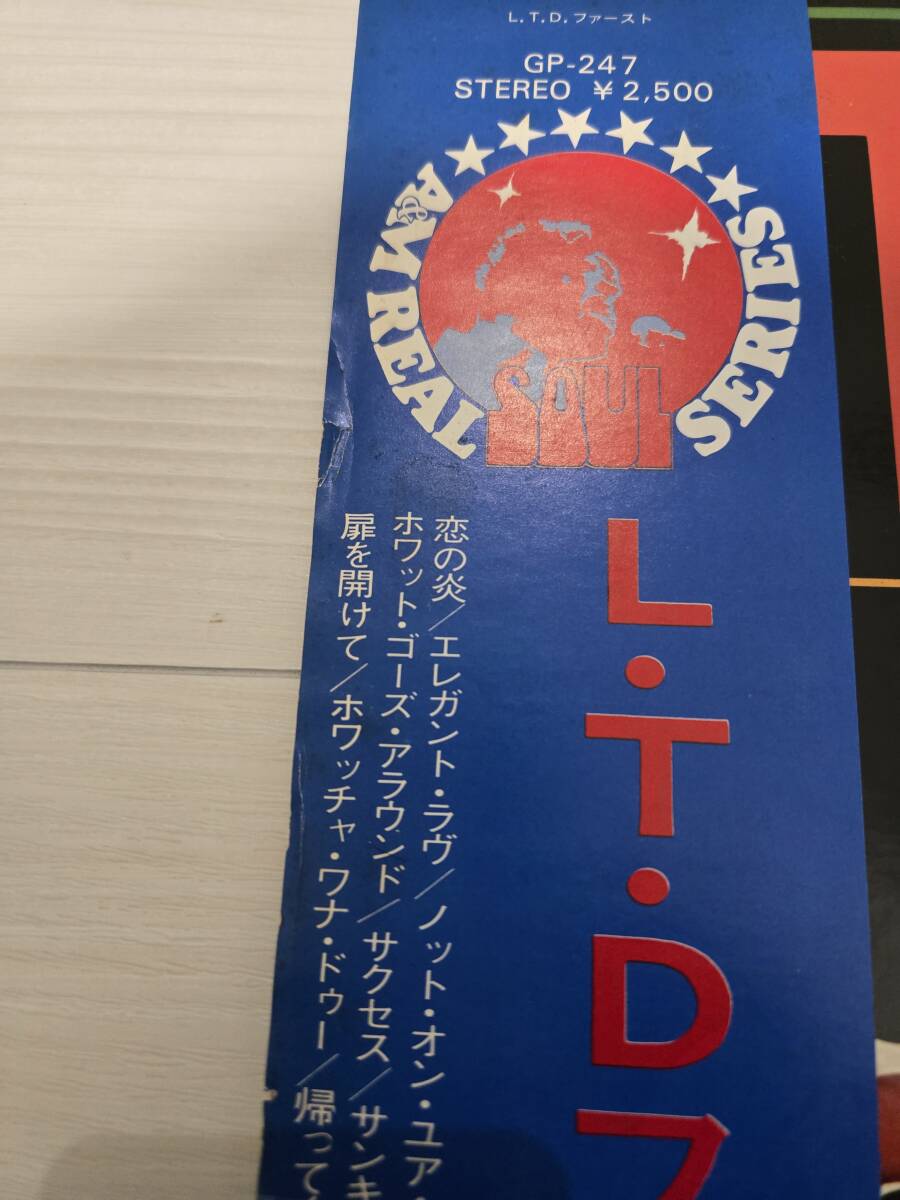 L.T.D.ファースト
GP-247
STEREO ¥2,500
A&M REAL SOUL SERIES
L・T・Dフ
恋の炎／エレガント・ラヴ／ノット・オン・ユア・
ホワット・ゴーズ・アラウンド／サクセス／サンキ
扉を開けて／ホワッチャ・ワナ・ドゥー／帰って